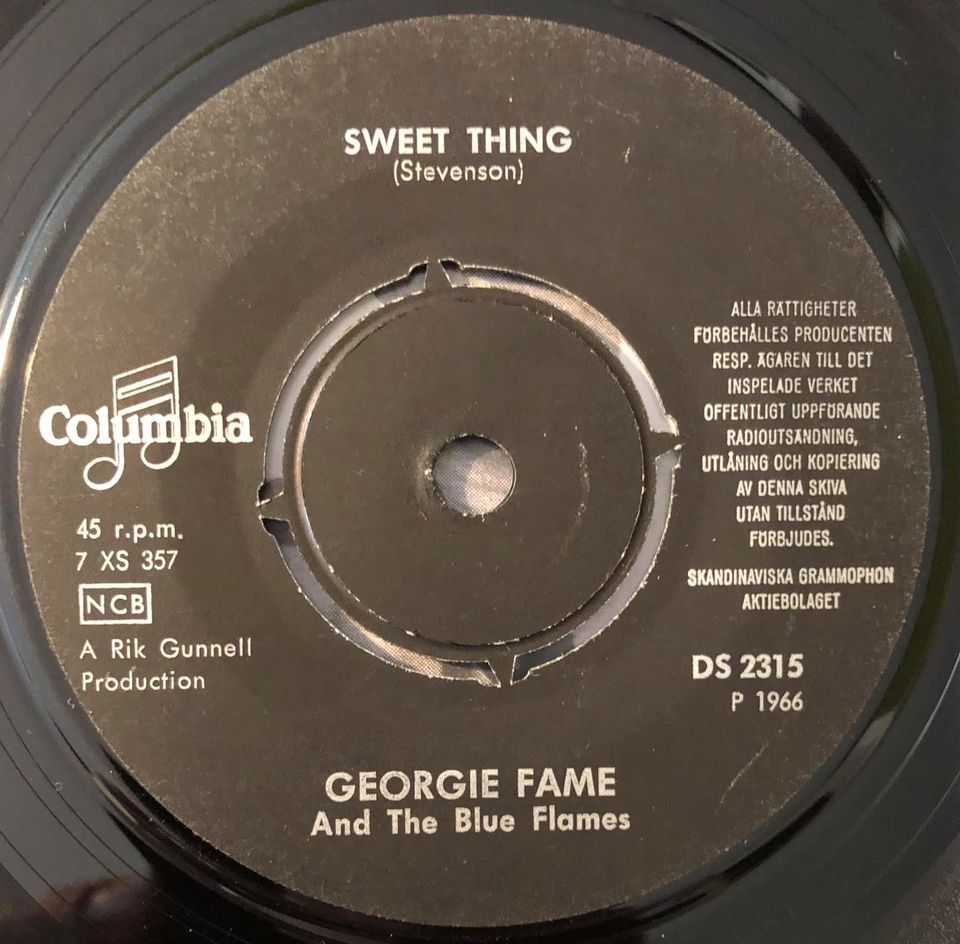 SWEET THING
(Stevenson)
Columbia
45 r.p.m.
7 XS 357
NCB
A Rik Gunnell
Production
ALLA RÄTTIGHETER
FÖRBEHÅLLES PRODUCENTEN
RESP. ÄGAREN TILL DET
INSPELADE VERKET
OFFENTLIGT UPPFÖRANDE
RADIOUTSÄNDNING,
UTLÅNING OCH KOPIERING
AV DENNA SKIVA
UTAN TILLSTÅND
FÖRBJUDES.
SKANDINAVISKA GRAMMOPHON
AKTIEBOLAGET
DS 2315
P 1966
GEORGIE FAME
And The Blue Flames